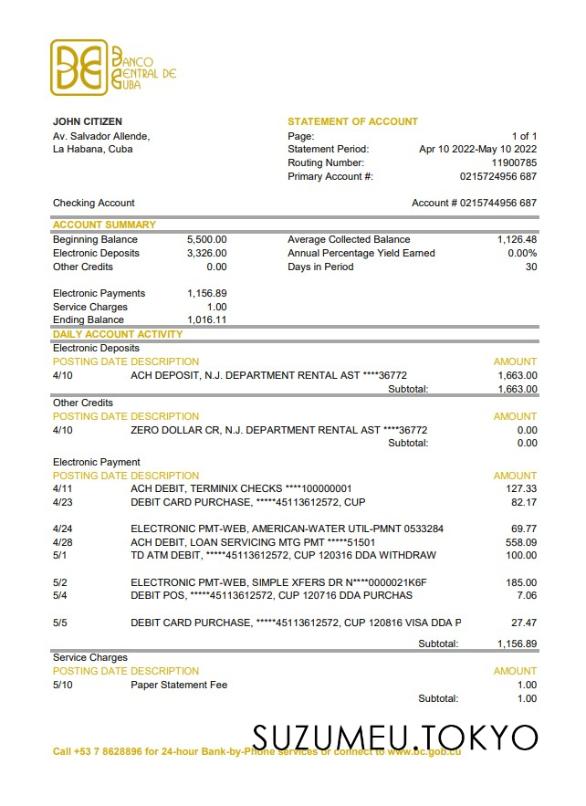 BANCO
CENTRAL DE
CUBA
JOHN CITIZEN
Av. Salvador Allende,
La Habana, Cuba
STATEMENT OF ACCOUNT
Page: 1 of 1
Statement Period: Apr 10 2022-May 10 2022
Routing Number: 11900785
Primary Account #: 0215724956 687
Checking Account Account # 0215744956 687
ACCOUNT SUMMARY
Beginning Balance 5,500.00 Average Collected Balance 1,126.48
Electronic Deposits 3,326.00 Annual Percentage Yield Earned 0.00%
Other Credits 0.00 Days in Period 30
Electronic Payments 1,156.89
Service Charges 1.00
Ending Balance 1,016.11
DAILY ACCOUNT ACTIVITY
Electronic Deposits
POSTING DATE DESCRIPTION AMOUNT
4/10 ACH DEPOSIT, N.J. DEPARTMENT RENTAL AST ****36772 1,663.00
Subtotal: 1,663.00
Other Credits
POSTING DATE DESCRIPTION AMOUNT
4/10 ZERO DOLLAR CR, N.J. DEPARTMENT RENTAL AST ****36772 0.00
Subtotal: 0.00
Electronic Payment
POSTING DATE DESCRIPTION AMOUNT
4/11 ACH DEBIT, TERMINIX CHECKS ****100000001 127.33
4/23 DEBIT CARD PURCHASE, *****45113612572, CUP 82.17
4/24 ELECTRONIC PMT-WEB, AMERICAN-WATER UTIL-PMNT 0533284 69.77
4/28 ACH DEBIT, LOAN SERVICING MTG PMT *****51501 558.09
5/1 TD ATM DEBIT, *****45113612572, CUP 120316 DDA WITHDRAW 100.00
5/2 ELECTRONIC PMT-WEB, SIMPLE XFERS DR N****0000021K6F 185.00
5/4 DEBIT POS, *****45113612572, CUP 120716 DDA PURCHAS 7.06
5/5 DEBIT CARD PURCHASE, *****45113612572, CUP 120816 VISA DDA P 27.47
Subtotal: 1,156.89
Service Charges
POSTING DATE DESCRIPTION AMOUNT
5/10 Paper Statement Fee 1.00
Subtotal: 1.00
SUZUMEU.TOKYO
Call +53 7 8628896 for 24-hour Bank-by-Phone services or connect to www.bc.gob.cu